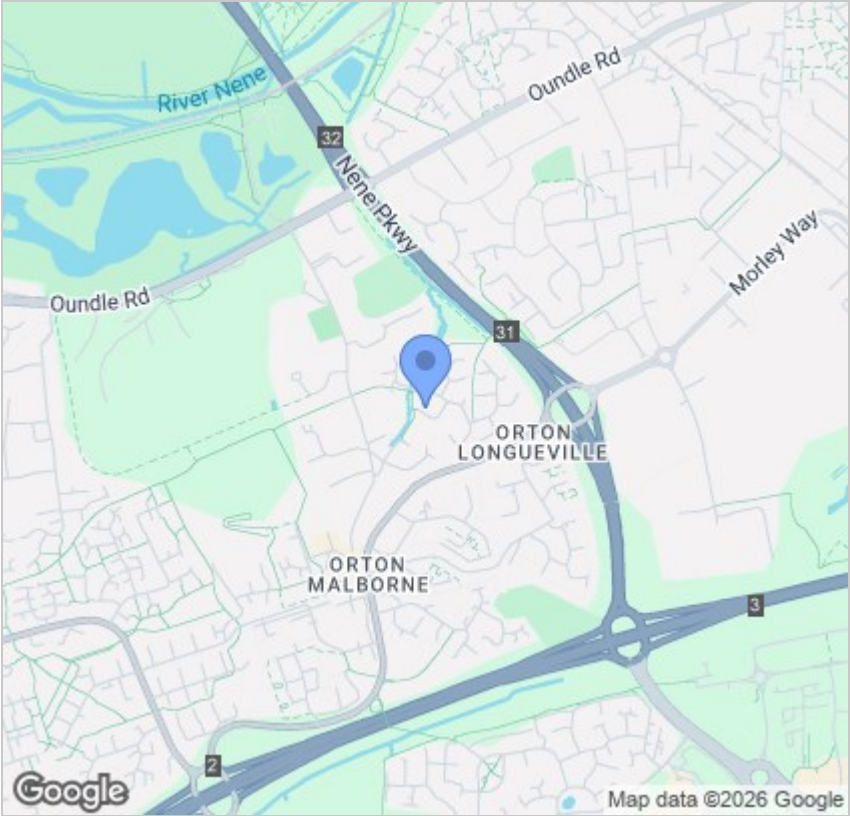 Oundle Rd
River Nene
32
Nene Pkwy
Morley Way
Oundle Rd
31
ORTON
LONGUEVILLE
ORTON
MALBORNE
3
2
Google
Map data ©2026 Google